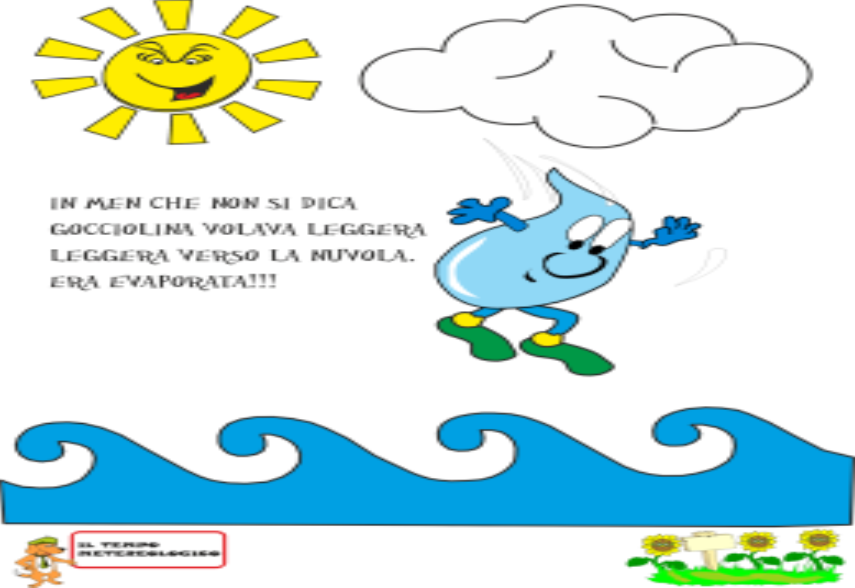 IN MEN CHE NON SI DICA
GOCCIOLINA VOLAVA LEGGERA
LEGGERA VERSO LA NUVOLA.
ERA EVAPORATA!!!
IL TEMPO
METEREOLOGICO